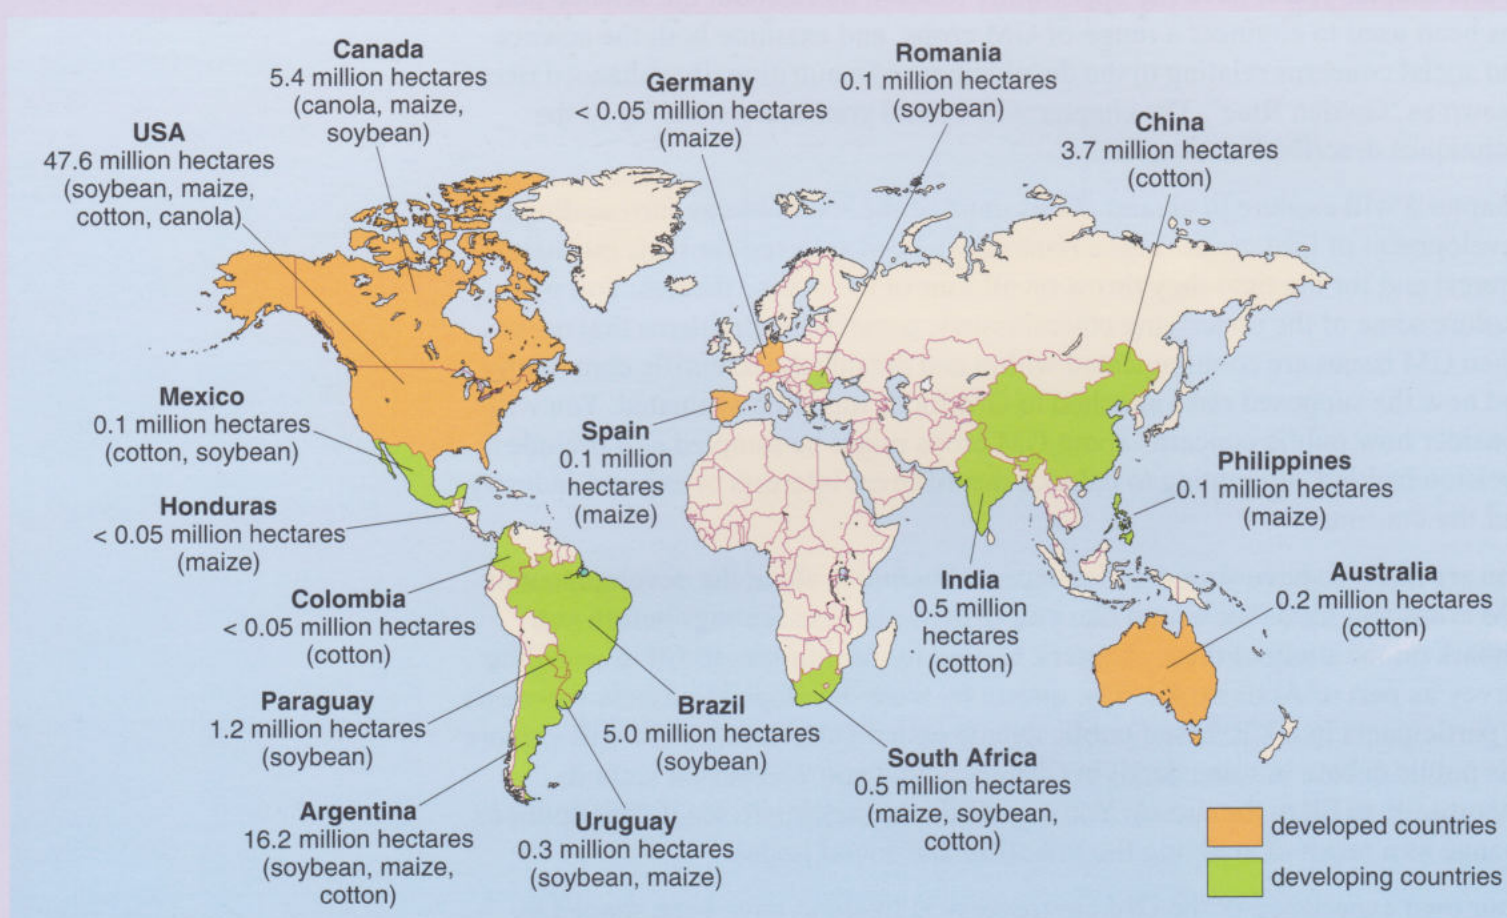 Canada
5.4 million hectares
(canola, maize,
soybean)
Romania
0.1 million hectares
(soybean)
Germany
< 0.05 million hectares
(maize)
China
3.7 million hectares
(cotton)
USA
47.6 million hectares
(soybean, maize,
cotton, canola)
Mexico
0.1 million hectares
(cotton, soybean)
Spain
0.1 million
hectares
(maize)
Philippines
0.1 million hectares
(maize)
Honduras
< 0.05 million hectares
(maize)
India
0.5 million
hectares
(cotton)
Australia
0.2 million hectares
(cotton)
Colombia
< 0.05 million hectares
(cotton)
Paraguay
1.2 million hectares
(soybean)
Brazil
5.0 million hectares
(soybean)
South Africa
0.5 million hectares
(maize, soybean,
cotton)
Argentina
16.2 million hectares
(soybean, maize,
cotton)
Uruguay
0.3 million hectares
(soybean, maize)
developed countries
developing countries